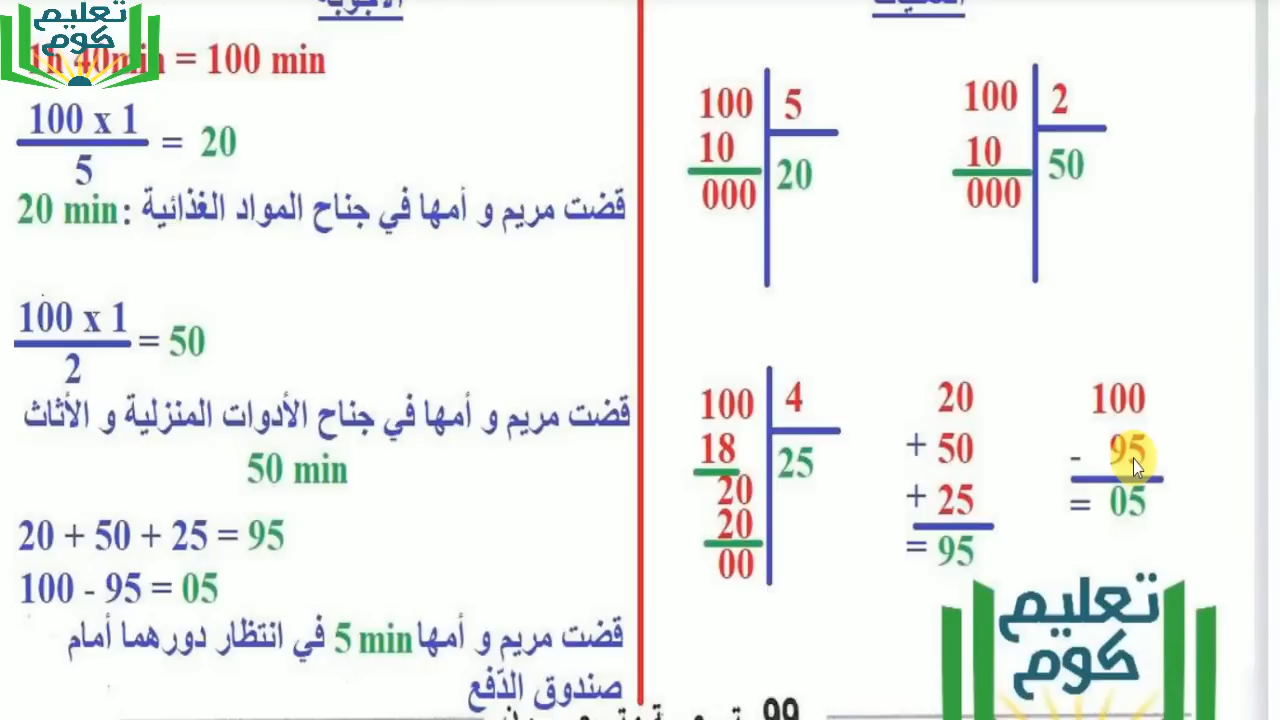 تعليم
كوم
الأجوبة
1h 40min = 100 min
100 x 1
5
= 20
قضت مريم و أمها في جناح المواد الغذائية : 20 min
100 x 1
2
= 50
قضت مريم و أمها في جناح الأدوات المنزلية و الأثاث
50 min
20 + 50 + 25 = 95
100 - 95 = 05
قضت مريم و أمها 5 min في انتظار دورهما أمام
صندوق الدّفع
100 5
10 20
000
100 2
10 50
000
100 4
18 25
20
20
00
20
+ 50
+ 25
= 95
100
- 95
= 05
تعليم
كوم
99